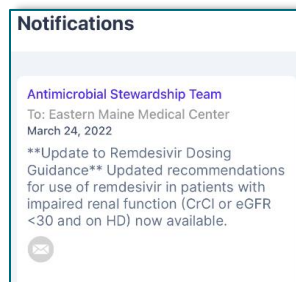 Notifications
Antimicrobial Stewardship Team
To: Eastern Maine Medical Center
March 24, 2022
**Update to Remdesivir Dosing
Guidance** Updated recommendations
for use of remdesivir in patients with
impaired renal function (CrCl or eGFR
<30 and on HD) now available.